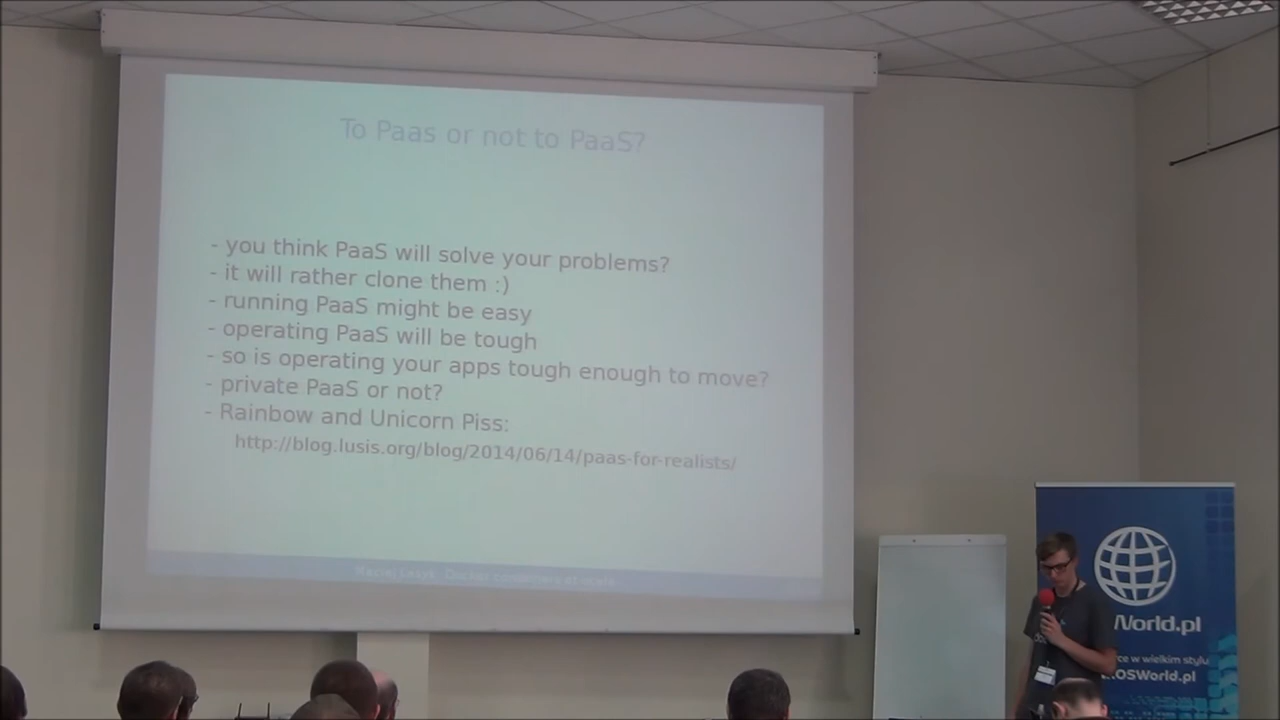 To Paas or not to PaaS?
- you think PaaS will solve your problems?
- it will rather clone them :)
- running PaaS might be easy
- operating PaaS will be tough
- so is operating your apps tough enough to move?
- private PaaS or not?
- Rainbow and Unicorn Piss:
http://blog.lusis.org/blog/2014/06/14/paas-for-realists/
World.pl
w wielkim stylu
OSWorld.pl